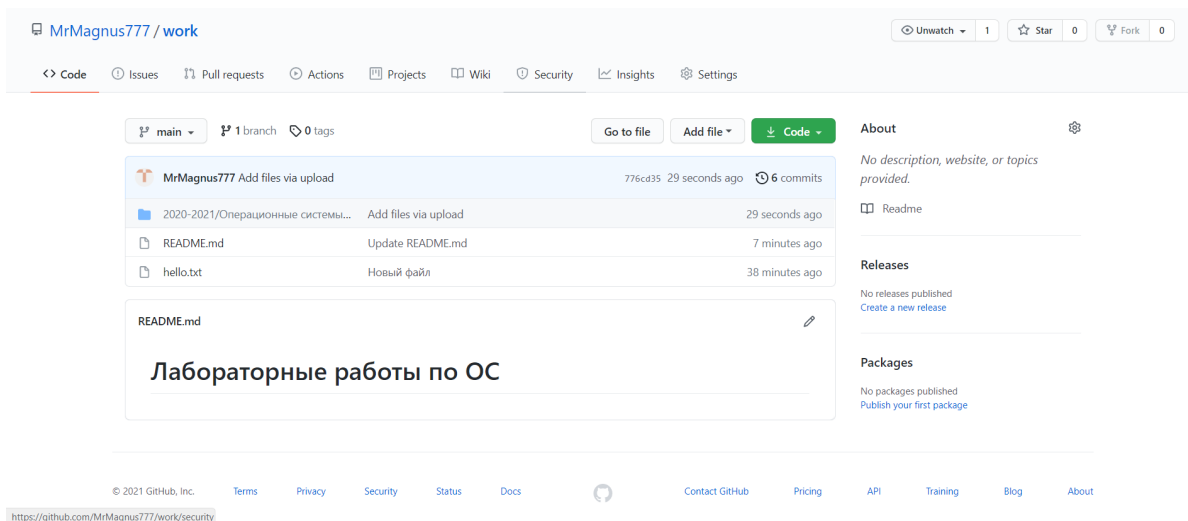 MrMagnus777 / work
Unwatch 1 Star 0 Fork 0
Code Issues Pull requests Actions Projects Wiki Security Insights Settings
main 1 branch 0 tags Go to file Add file Code
MrMagnus777 Add files via upload 776cd35 29 seconds ago 6 commits
2020-2021/Операционные системы... Add files via upload 29 seconds ago
README.md Update README.md 7 minutes ago
hello.txt Новый файл 38 minutes ago
README.md
Лабораторные работы по ОС
About
No description, website, or topics
provided.
Readme
Releases
No releases published
Create a new release
Packages
No packages published
Publish your first package
© 2021 GitHub, Inc. Terms Privacy Security Status Docs Contact GitHub Pricing API Training Blog About
https://github.com/MrMagnus777/work/security